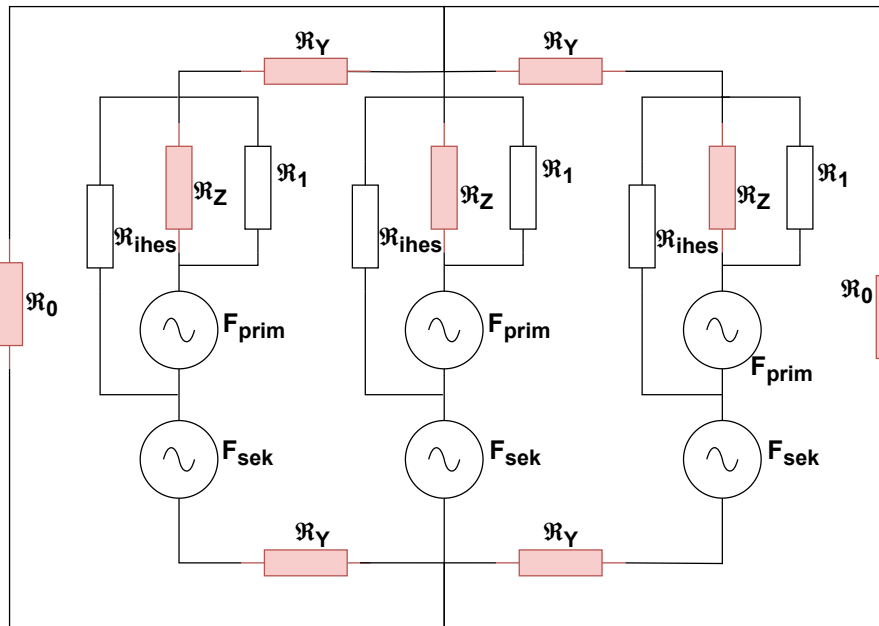 ℜY ℜY
ℜ1 ℜ1 ℜ1
ℜZ ℜZ ℜZ
ℜihes ℜihes ℜihes
ℜ0 ℜ0
Fprim Fprim
Fprim
Fsek Fsek Fsek
ℜY ℜY